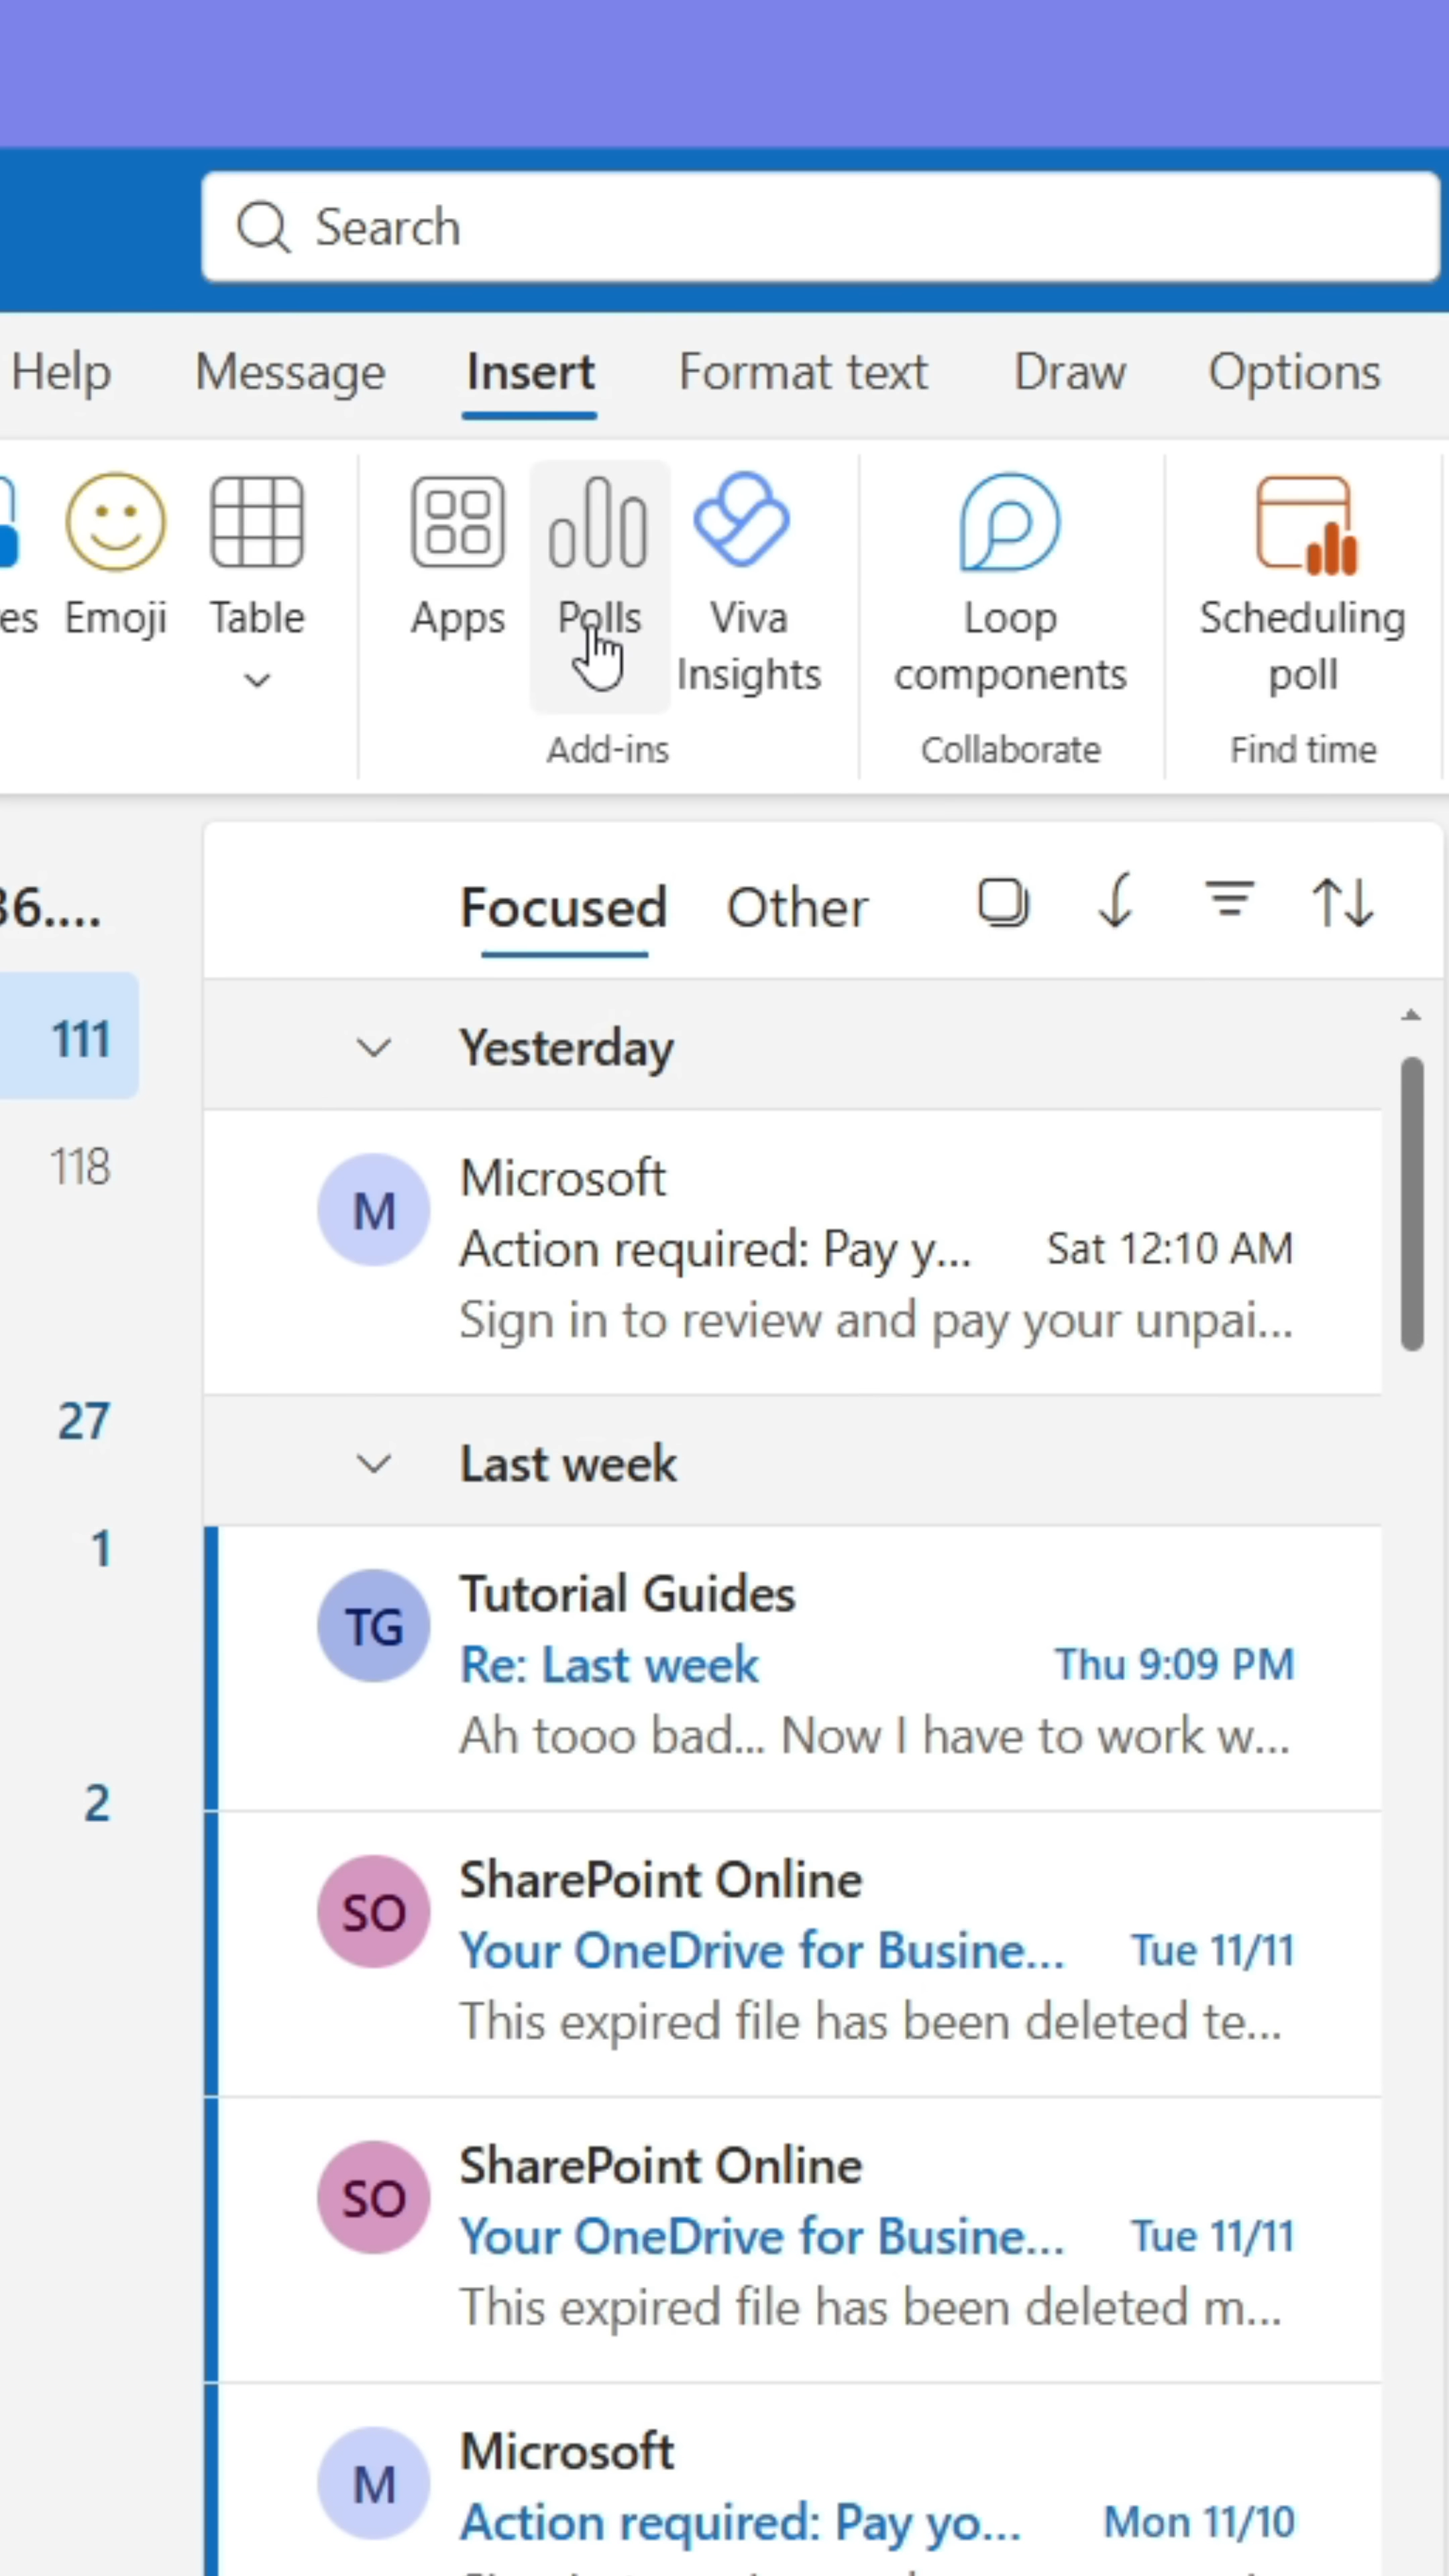 Search
Help Message Insert Format text Draw Options
es Emoji Table Apps Polls Viva Insights Loop components Scheduling poll
Add-ins Collaborate Find time
36.... Focused Other
111
Yesterday
118
M Microsoft
Action required: Pay y... Sat 12:10 AM
Sign in to review and pay your unpai...
27
Last week
1
TG Tutorial Guides
Re: Last week Thu 9:09 PM
Ah tooo bad... Now I have to work w...
2
SO SharePoint Online
Your OneDrive for Busine... Tue 11/11
This expired file has been deleted te...
SO SharePoint Online
Your OneDrive for Busine... Tue 11/11
This expired file has been deleted m...
M Microsoft
Action required: Pay yo... Mon 11/10